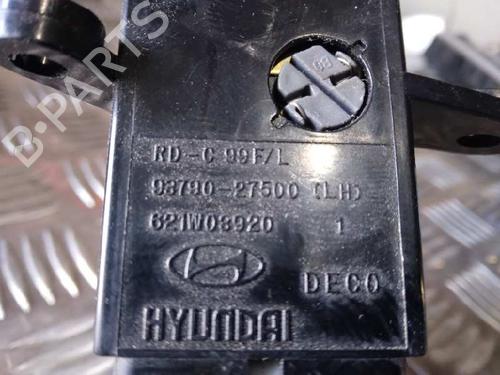 B-PARTS
RD-C 99F/L
93790-27500 (LH)
621W03920 1
DECO
HYUNDAI